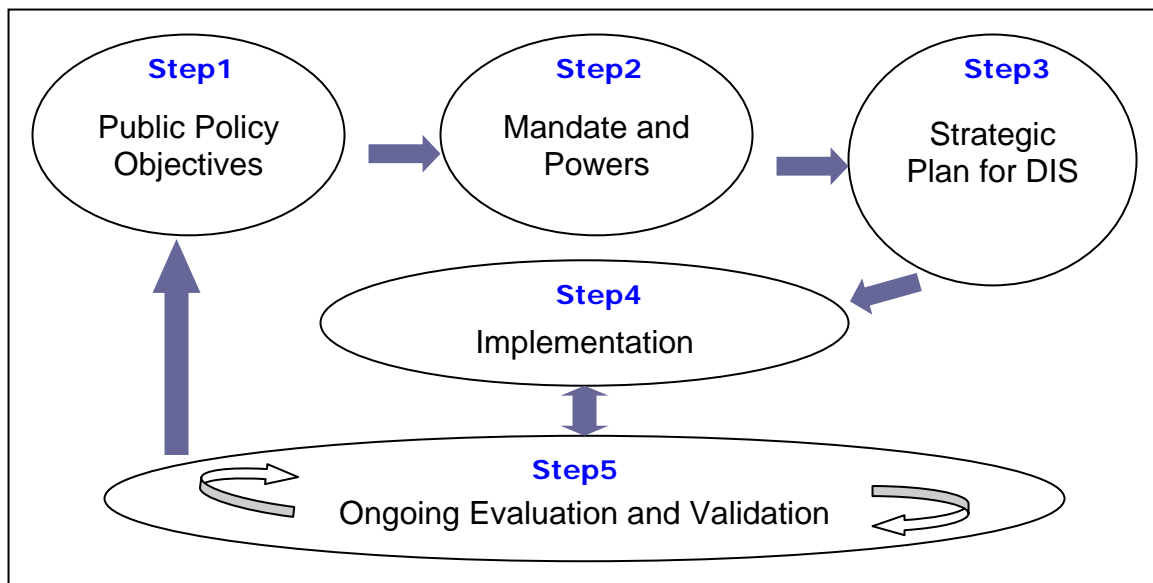 Step1
Public Policy
Objectives
Step2
Mandate and
Powers
Step3
Strategic
Plan for DIS
Step4
Implementation
Step5
Ongoing Evaluation and Validation